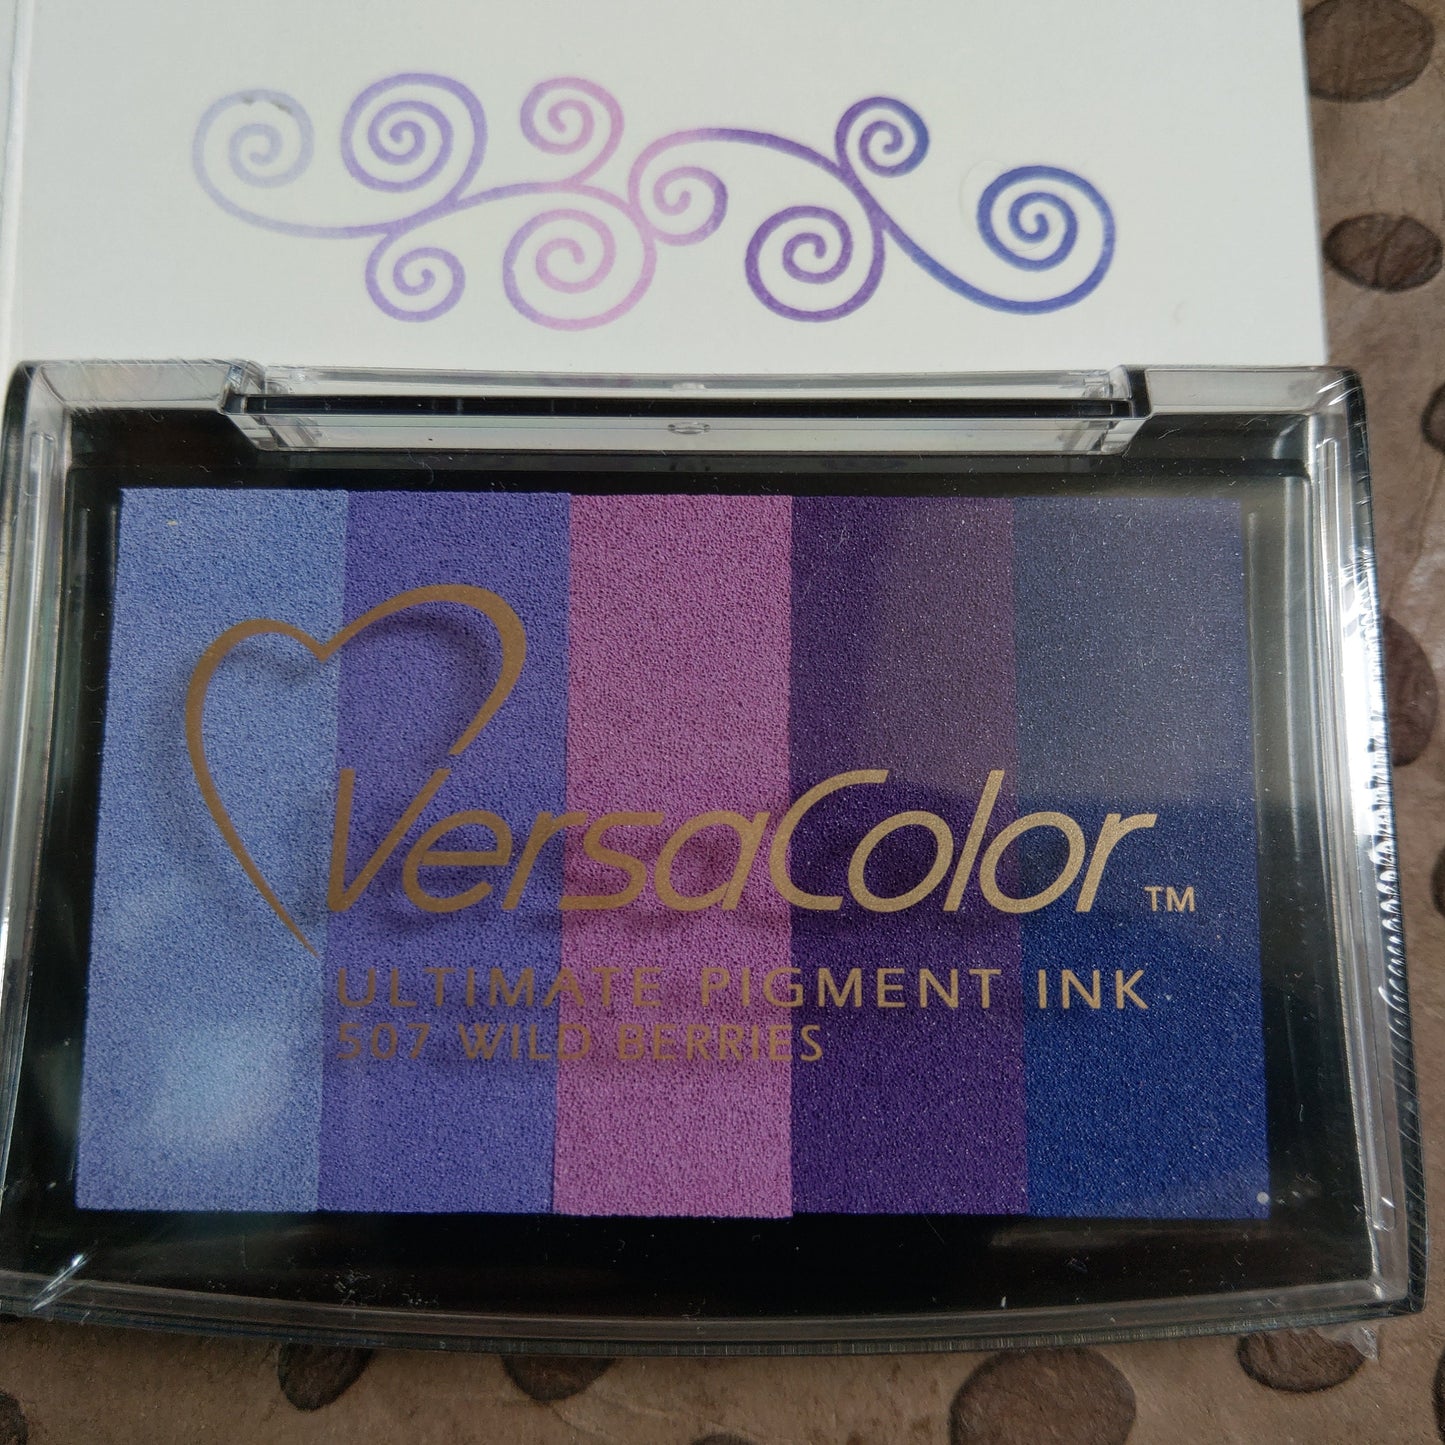 VersaColor™
ULTIMATE PIGMENT INK
507 WILD BERRIES